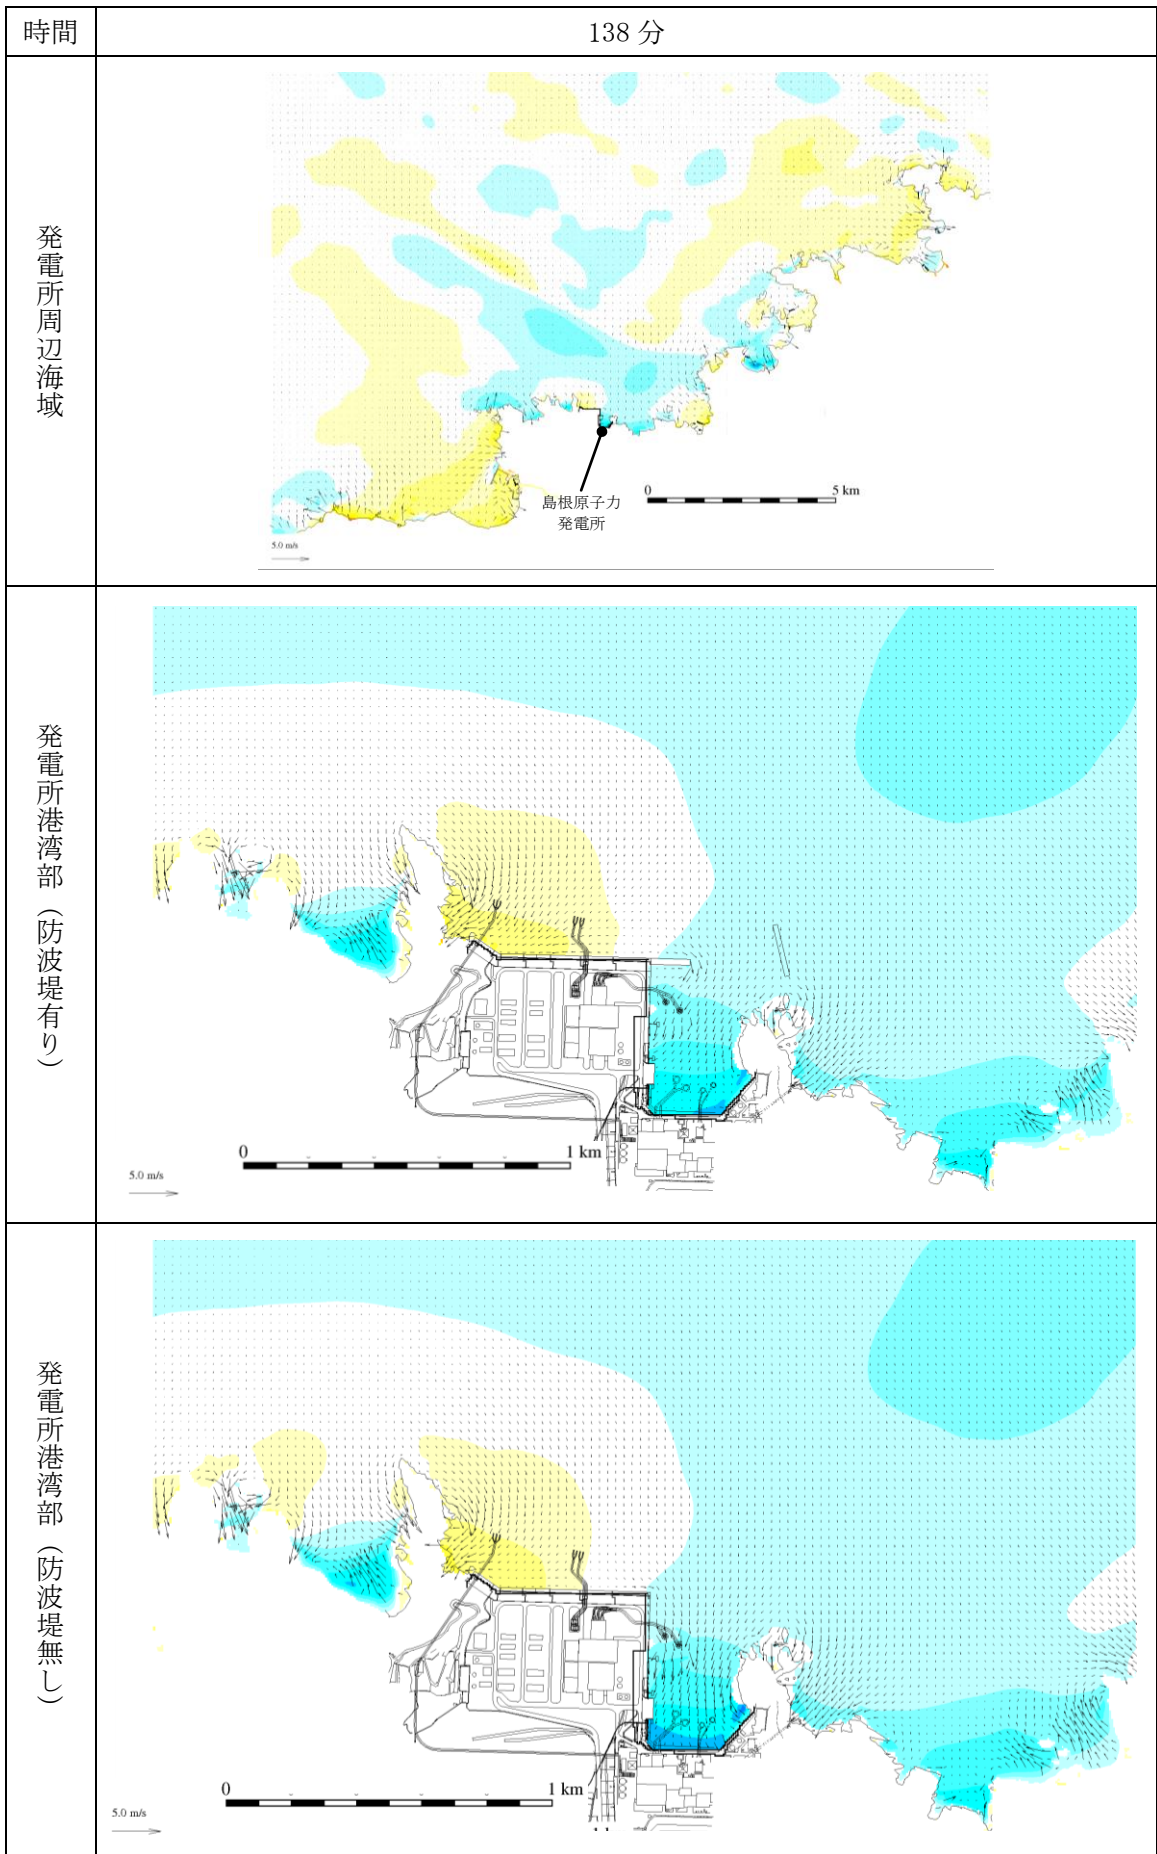 時間
138 分
発電所周辺海域
島根原子力
発電所
0
5 km
5.0 m/s
発電所港湾部（防波堤有り）
0
1 km
5.0 m/s
発電所港湾部（防波堤無し）
0
1 km
5.0 m/s